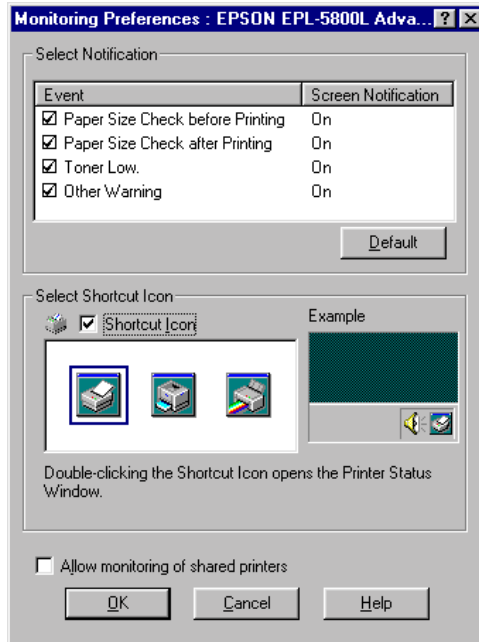 Monitoring Preferences : EPSON EPL-5800L Adva... ? ×
Select Notification
Event Screen Notification
Paper Size Check before Printing On
Paper Size Check after Printing On
Toner Low. On
Other Warning On
Default
Select Shortcut Icon
Shortcut Icon
Example
Double-clicking the Shortcut Icon opens the Printer Status
Window.
Allow monitoring of shared printers
OK Cancel Help